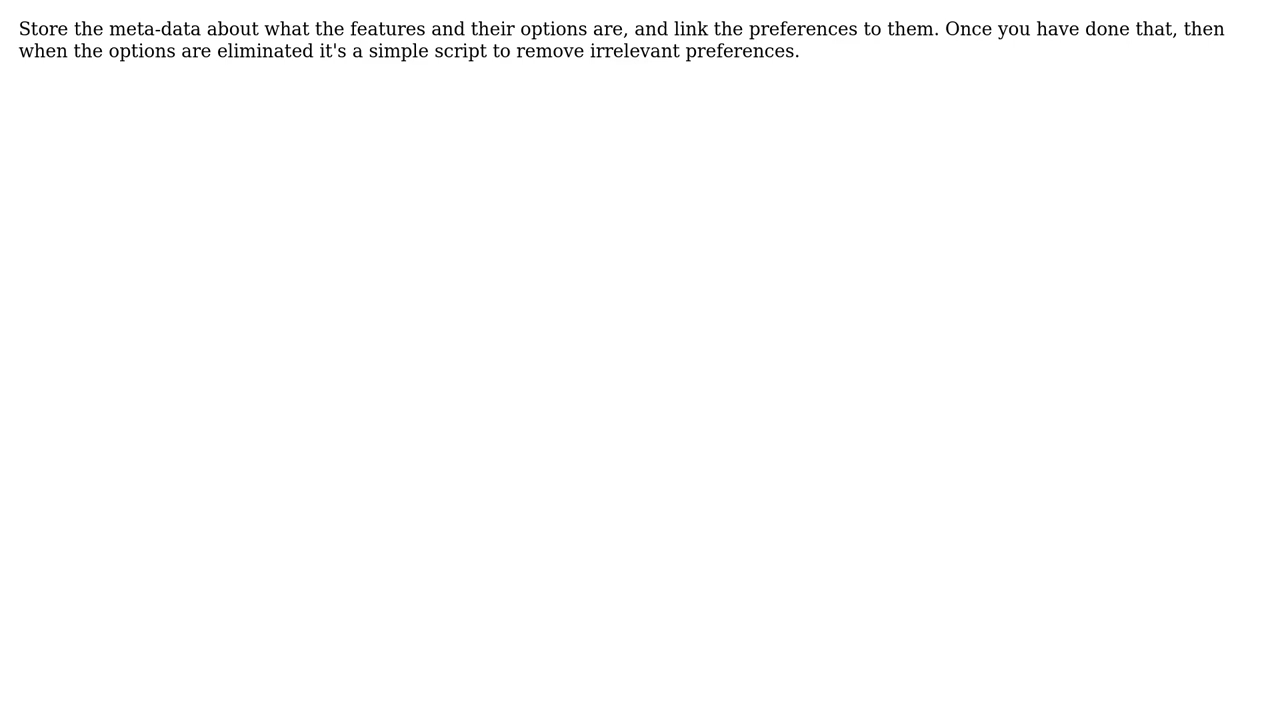 Store the meta-data about what the features and their options are, and link the preferences to them. Once you have done that, then
when the options are eliminated it's a simple script to remove irrelevant preferences.